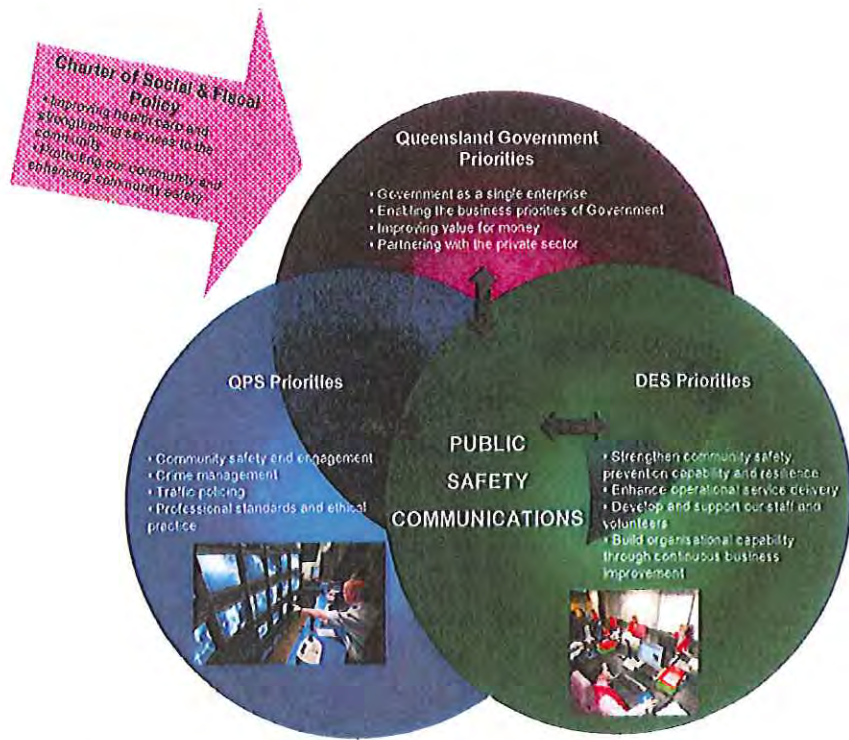 Charter of Social & Fiscal
Policy
• Improving health care and
strengthening services to the
community
• Protecting our community and
enhancing community safety
Queensland Government
Priorities
• Government as a single enterprise
• Enabling the business priorities of Government
• Improving value for money
• Partnering with the private sector
QPS Priorities
• Community safety and engagement
• Crime management
• Traffic policing
• Professional standards and ethical
practice
PUBLIC
SAFETY
COMMUNICATIONS
DES Priorities
• Strengthen community safety,
prevention capability and resilience
• Enhance operational service delivery
• Develop and support our staff and
volunteers
• Build organisational capability
through continuous business
improvement